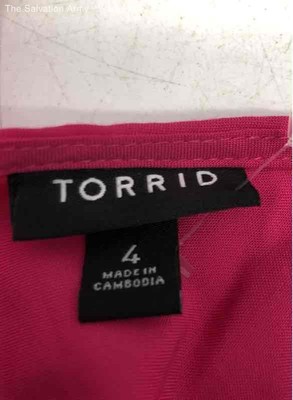 The Salvation Army
TORRID
4
MADE IN
CAMBODIA